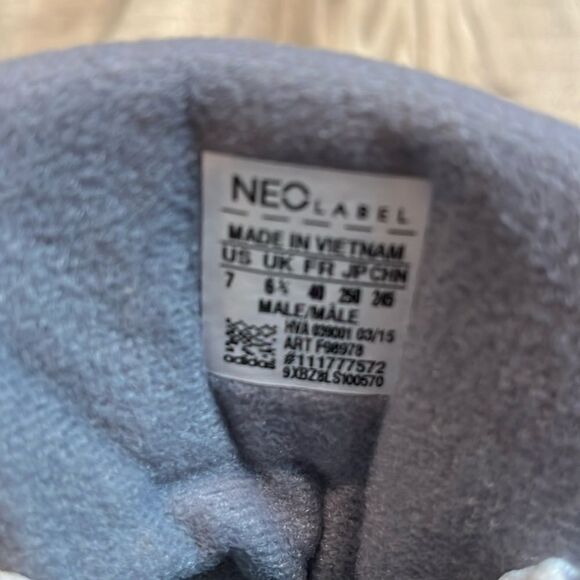 NEO LABEL
MADE IN VIETNAM
US UK FR JP CHN
7 6½ 40 250 245
MALE/MÂLE
HVA 039001 03/15
ART F98978
#111777572
9XBZ8LS100570
adidas